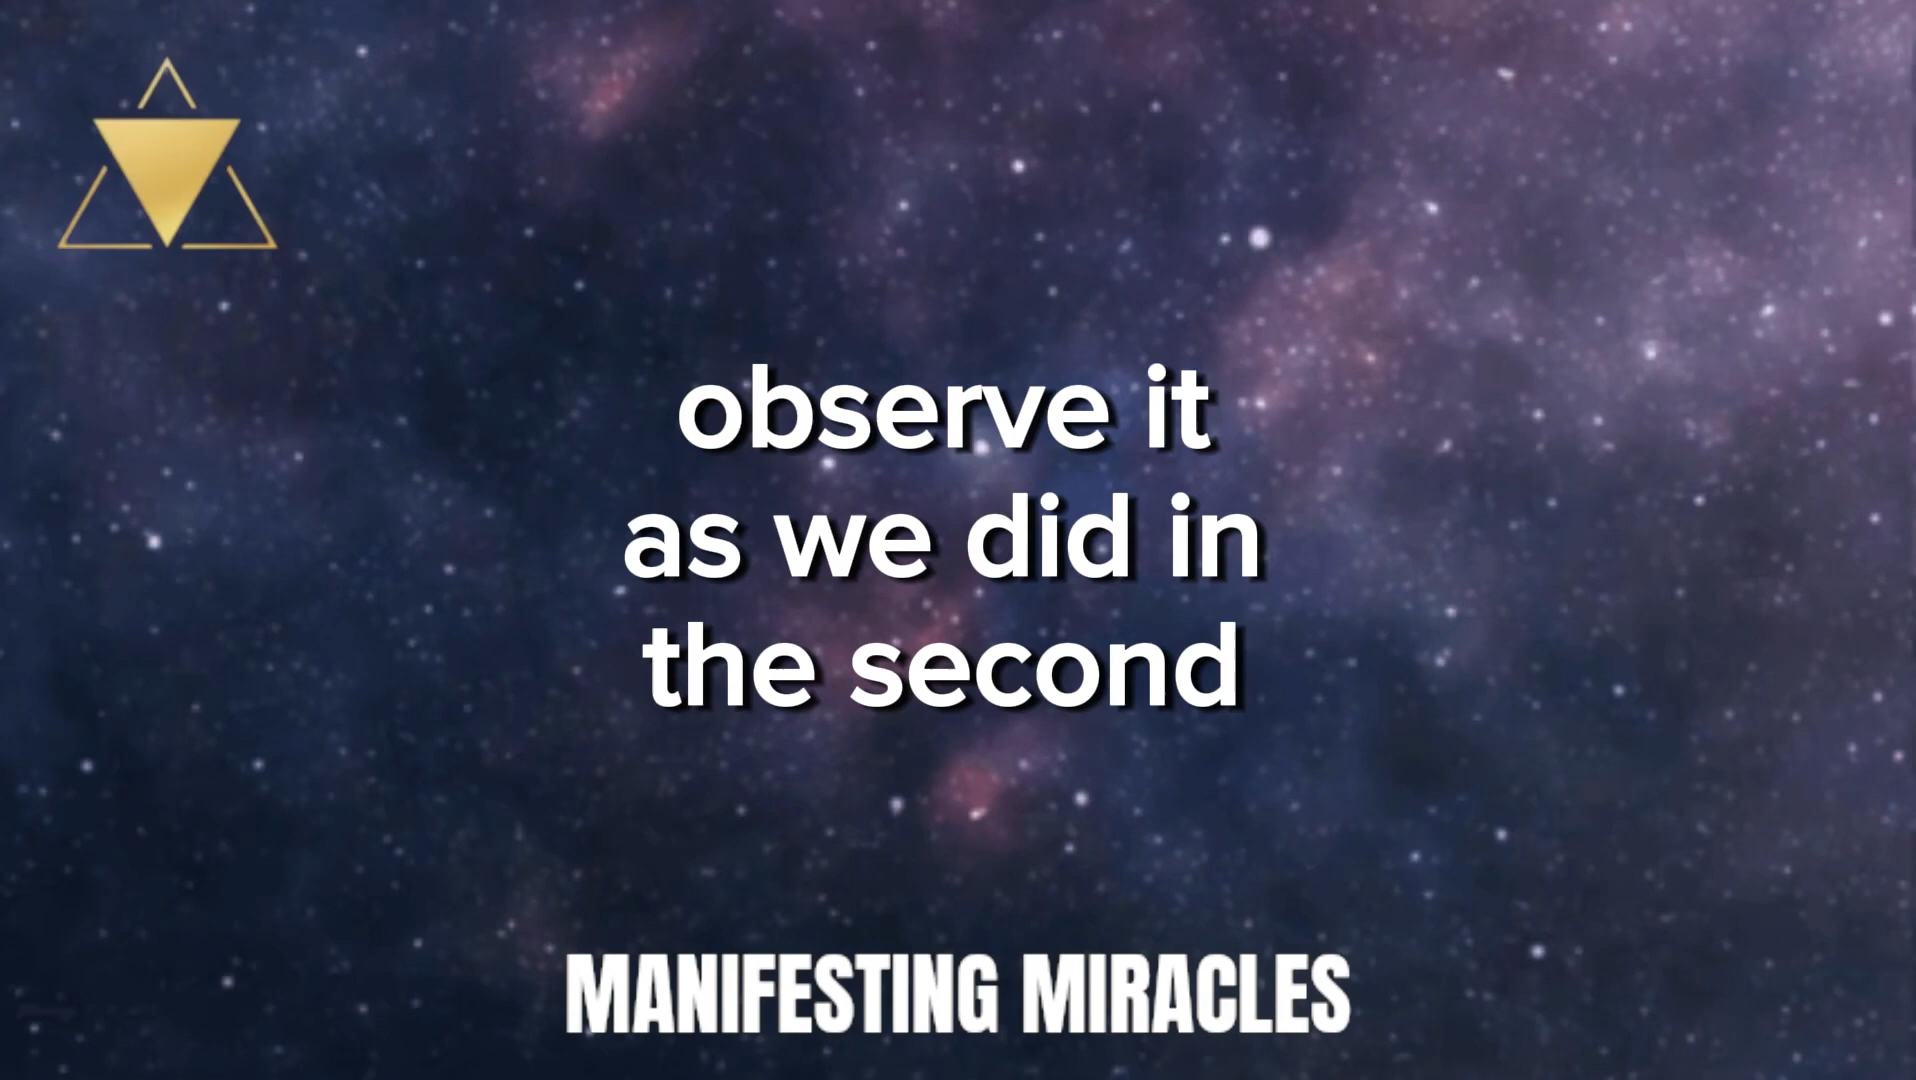 observe it
as we did in
the second
MANIFESTING MIRACLES